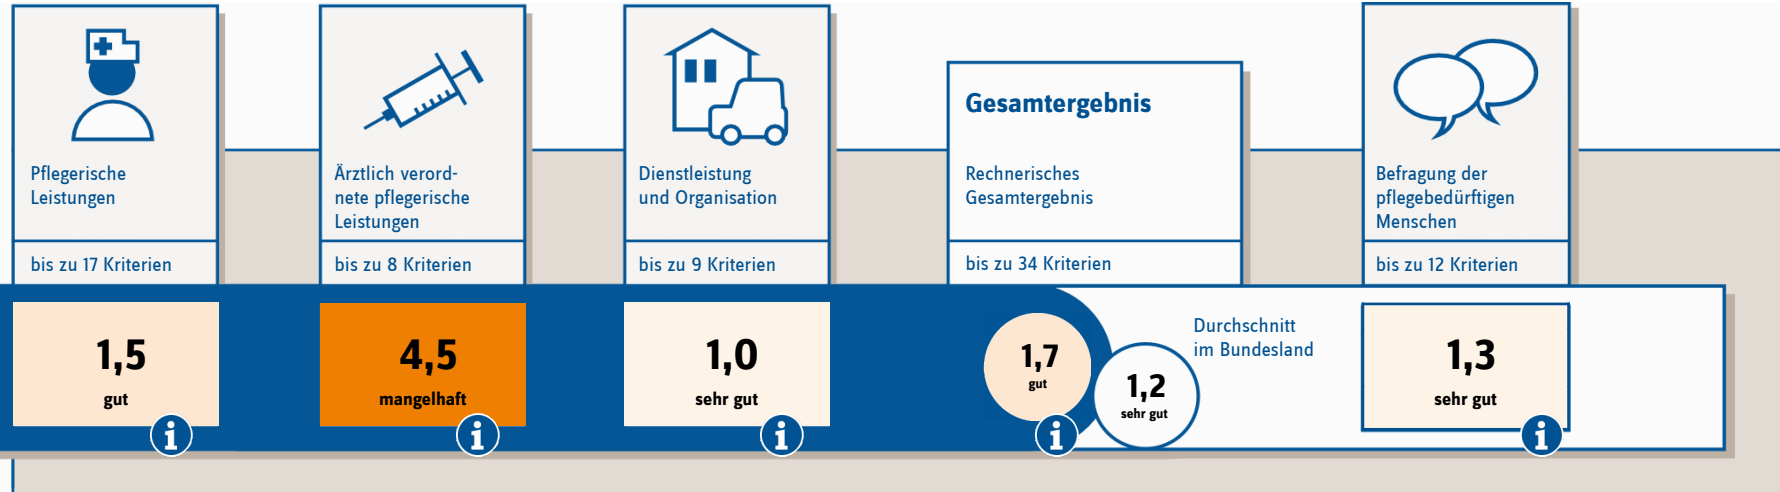 Pflegerische
Leistungen
bis zu 17 Kriterien
1,5
gut
i
Ärztlich verord-
nete pflegerische
Leistungen
bis zu 8 Kriterien
4,5
mangelhaft
i
Dienstleistung
und Organisation
bis zu 9 Kriterien
1,0
sehr gut
i
Gesamtergebnis
Rechnerisches
Gesamtergebnis
bis zu 34 Kriterien
1,7
gut
i
1,2
sehr gut
Durchschnitt
im Bundesland
Befragung der
pflegebedürftigen
Menschen
bis zu 12 Kriterien
1,3
sehr gut
i